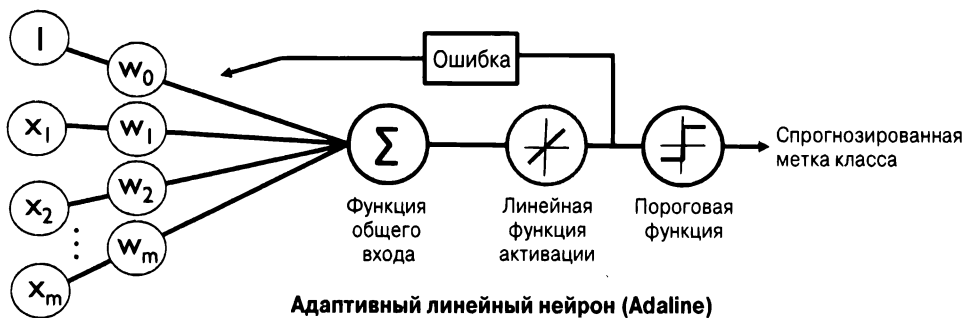 1
w₀
Ошибка
x₁
w₁
Σ
Спрогнозированная
метка класса
x₂
w₂
⋮
xₘ
wₘ
Функция
общего
входа
Линейная
функция
активации
Пороговая
функция
Адаптивный линейный нейрон (Adaline)